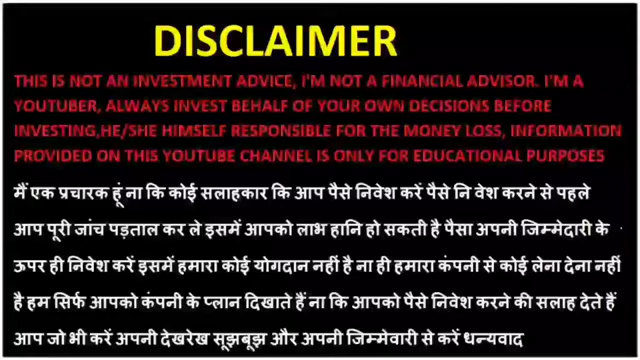 DISCLAIMER
THIS IS NOT AN INVESTMENT ADVICE, I'M NOT A FINANCIAL ADVISOR. I'M A
YOUTUBER, ALWAYS INVEST BEHALF OF YOUR OWN DECISIONS BEFORE
INVESTING,HE/SHE HIMSELF RESPONSIBLE FOR THE MONEY LOSS, INFORMATION
PROVIDED ON THIS YOUTUBE CHANNEL IS ONLY FOR EDUCATIONAL PURPOSES
मैं एक प्रचारक हूं ना कि कोई सलाहकार कि आप पैसे निवेश करें पैसे नि वेश करने से पहले
आप पूरी जांच पड़ताल कर ले इसमें आपको लाभ हानि हो सकती है पैसा अपनी जिम्मेदारी के
ऊपर ही निवेश करें इसमें हमारा कोई योगदान नहीं है ना ही हमारा कंपनी से कोई लेना देना नहीं
है हम सिर्फ आपको कंपनी के प्लान दिखाते हैं ना कि आपको पैसे निवेश करने की सलाह देते हैं
आप जो भी करें अपनी देखरेख सूझबूझ और अपनी जिम्मेवारी से करें धन्यवाद